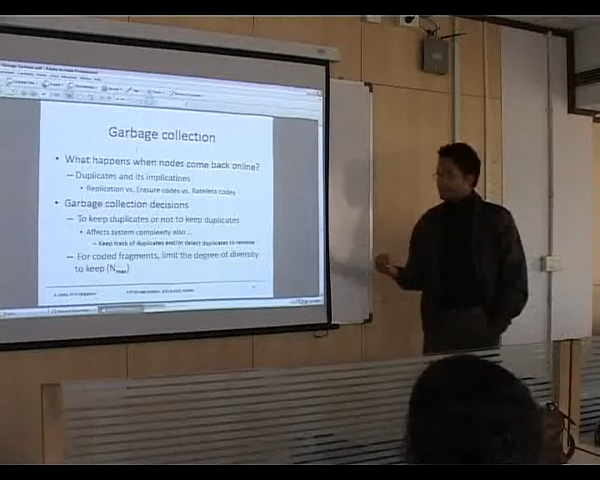 Garbage collection
• What happens when nodes come back online?
– Duplicates and its implications
• Replication vs. Erasure codes vs. Rateless codes
• Garbage collection decisions
– To keep duplicates or not to keep duplicates
• Affects system complexity also...
– Keep track of duplicates and/or detect duplicates to remove
– For coded fragments, limit the degree of diversity
to keep (Nmax)